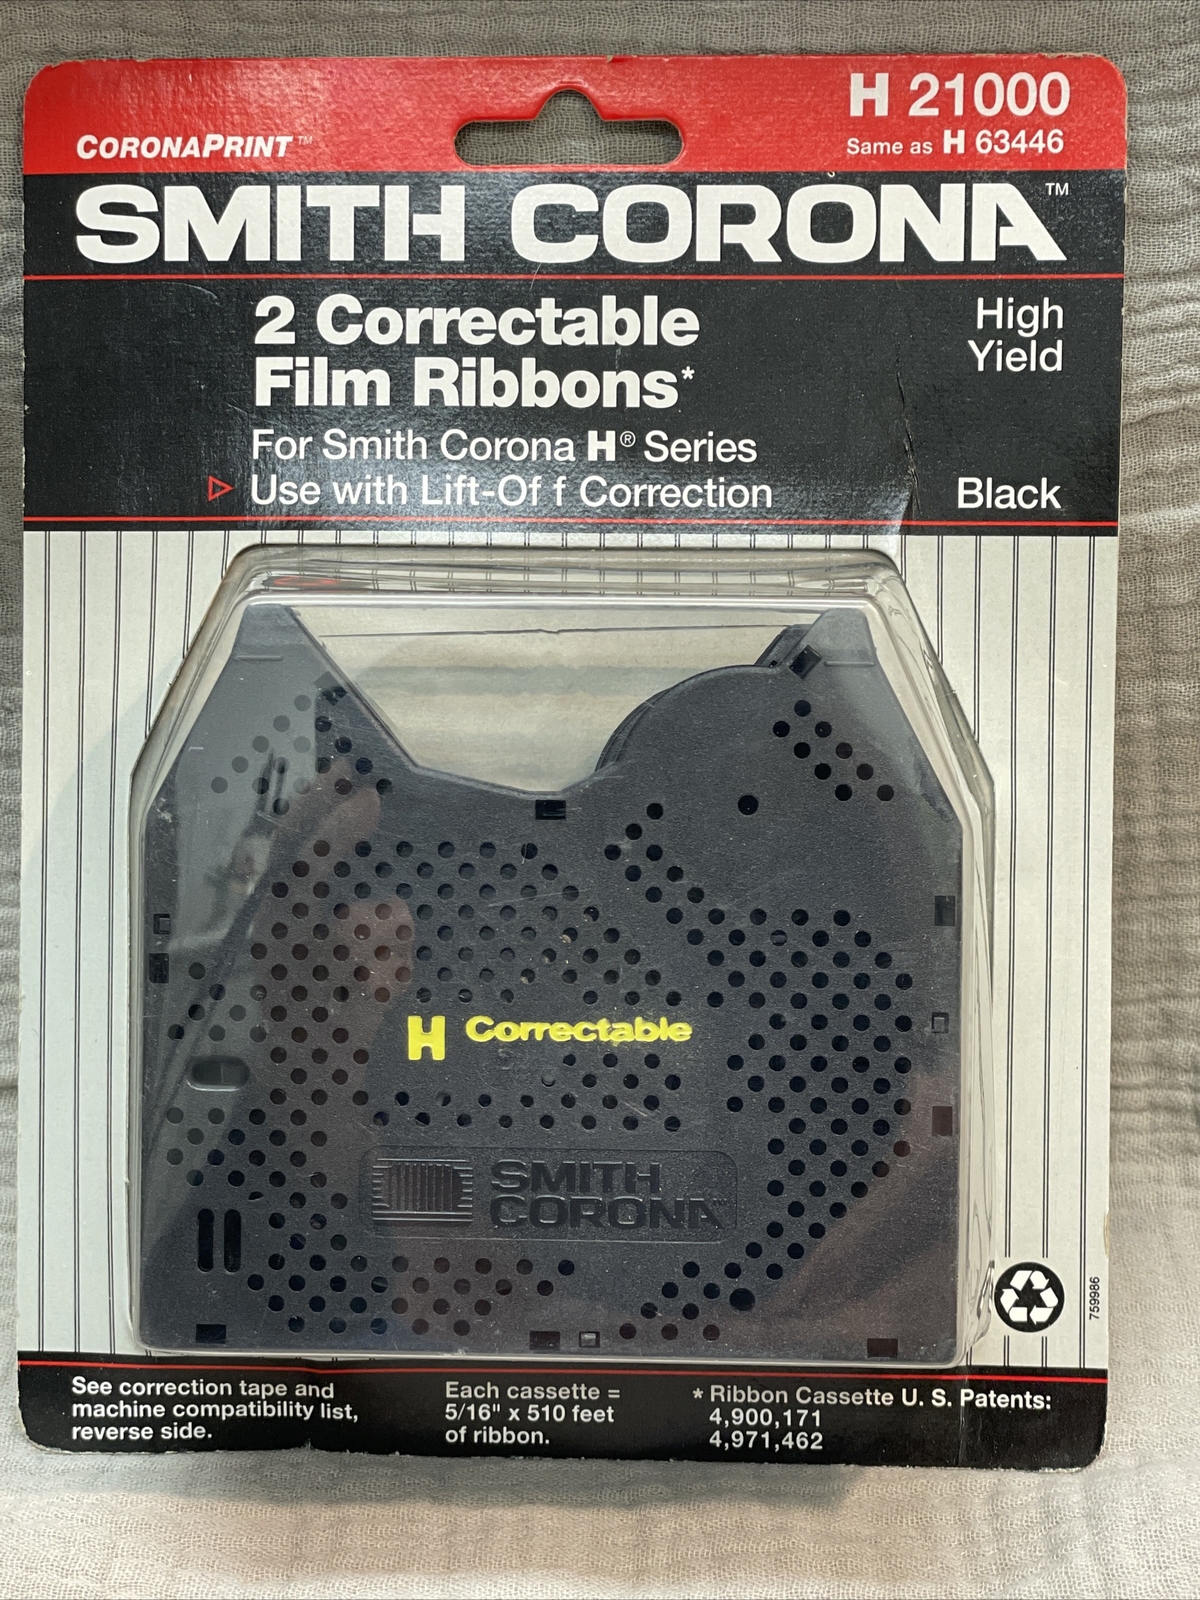 CORONAPRINT™
H 21000
Same as H 63446
SMITH CORONA™
2 Correctable
Film Ribbons*
High
Yield
For Smith Corona H® Series
Use with Lift-Of f Correction
Black
H Correctable
SMITH
CORONA
759986
See correction tape and
machine compatibility list,
reverse side.
Each cassette =
5/16" x 510 feet
of ribbon.
* Ribbon Cassette U. S. Patents:
4,900,171
4,971,462